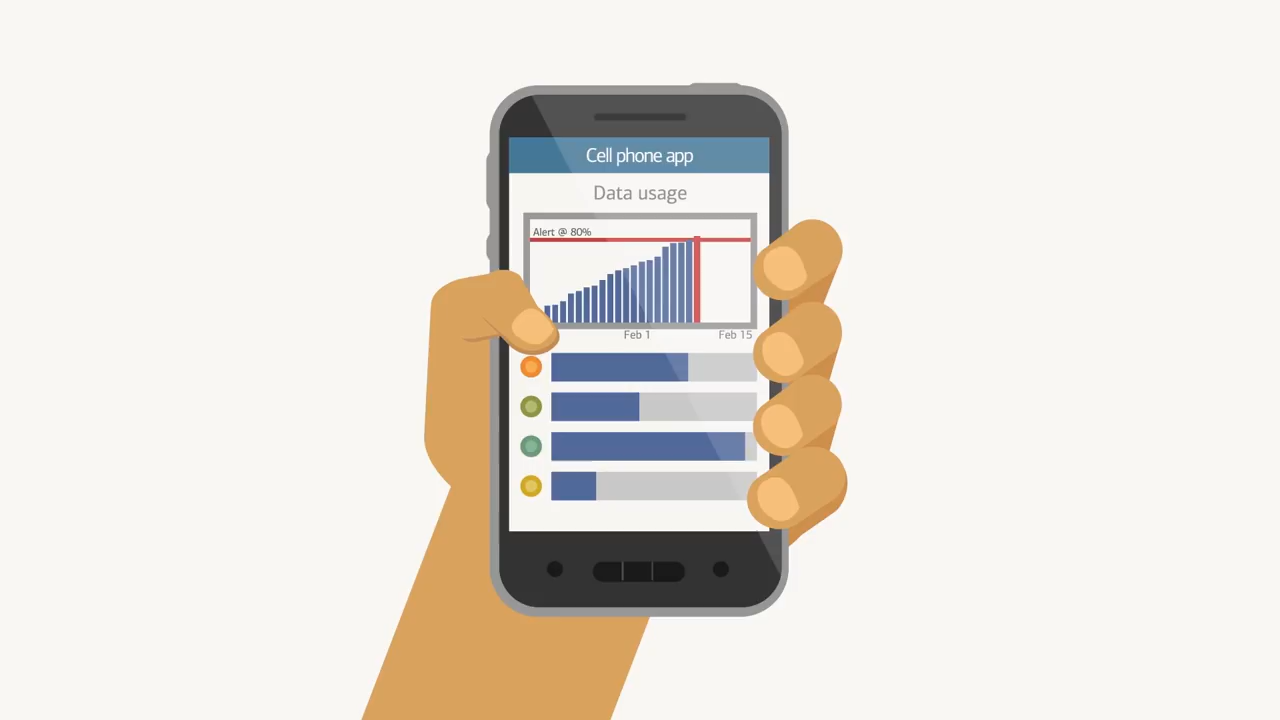 Cell phone app
Data usage
Alert @ 80%
Feb 1
Feb 15